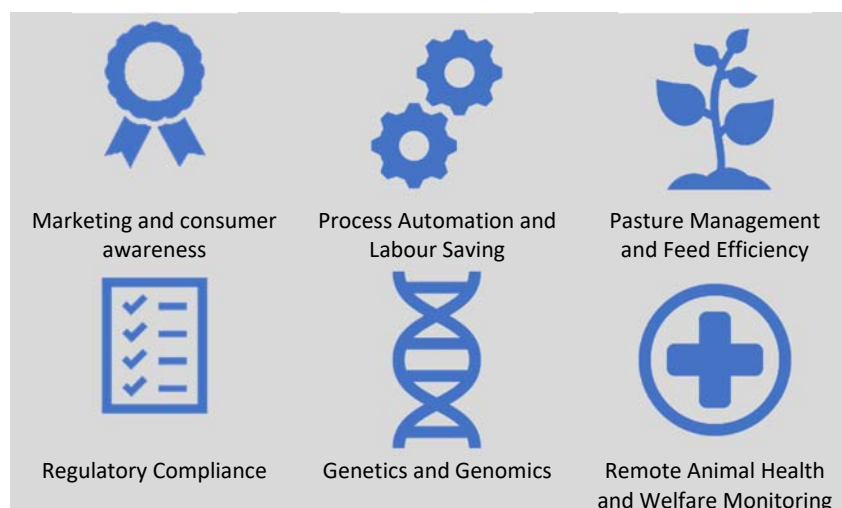 Marketing and consumer
awareness
Process Automation and
Labour Saving
Pasture Management
and Feed Efficiency
Regulatory Compliance
Genetics and Genomics
Remote Animal Health
and Welfare Monitoring